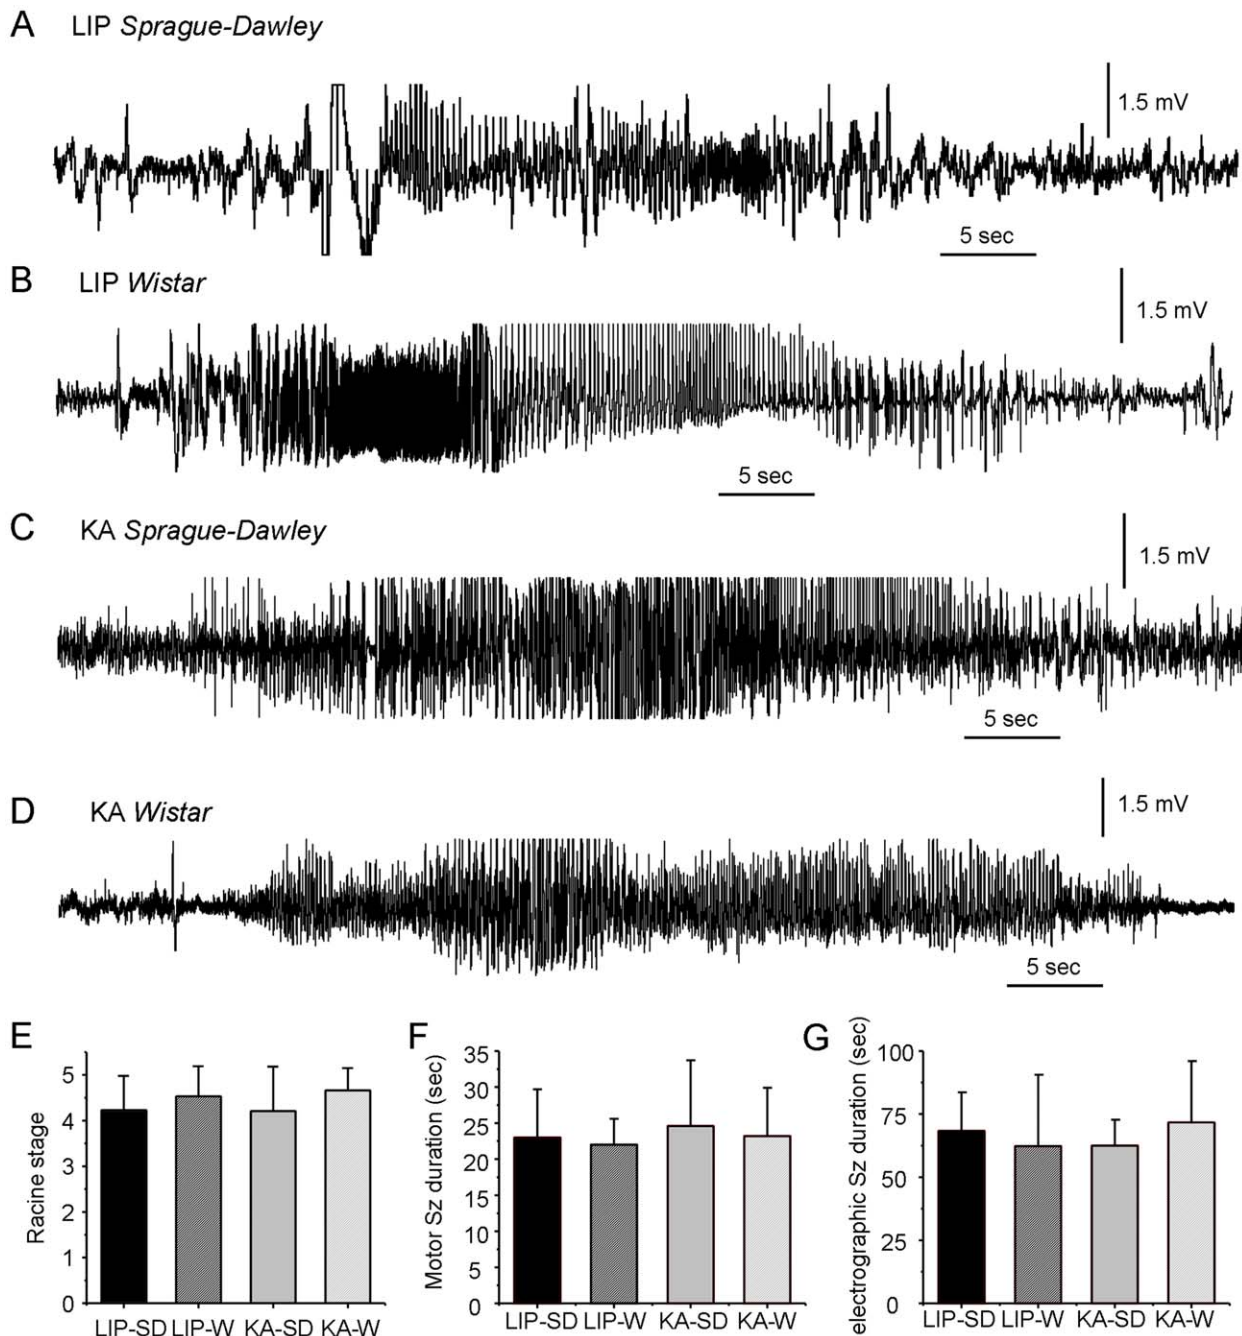 A LIP Sprague-Dawley
1.5 mV
5 sec
B LIP Wistar
1.5 mV
5 sec
C KA Sprague-Dawley
1.5 mV
5 sec
D KA Wistar
1.5 mV
5 sec
E
Racine stage
5
4
3
2
1
0
LIP-SD LIP-W KA-SD KA-W
F
Motor Sz duration (sec)
35
30
25
20
15
10
5
0
LIP-SD LIP-W KA-SD KA-W
G
electrographic Sz duration (sec)
100
75
50
25
0
LIP-SD LIP-W KA-SD KA-W